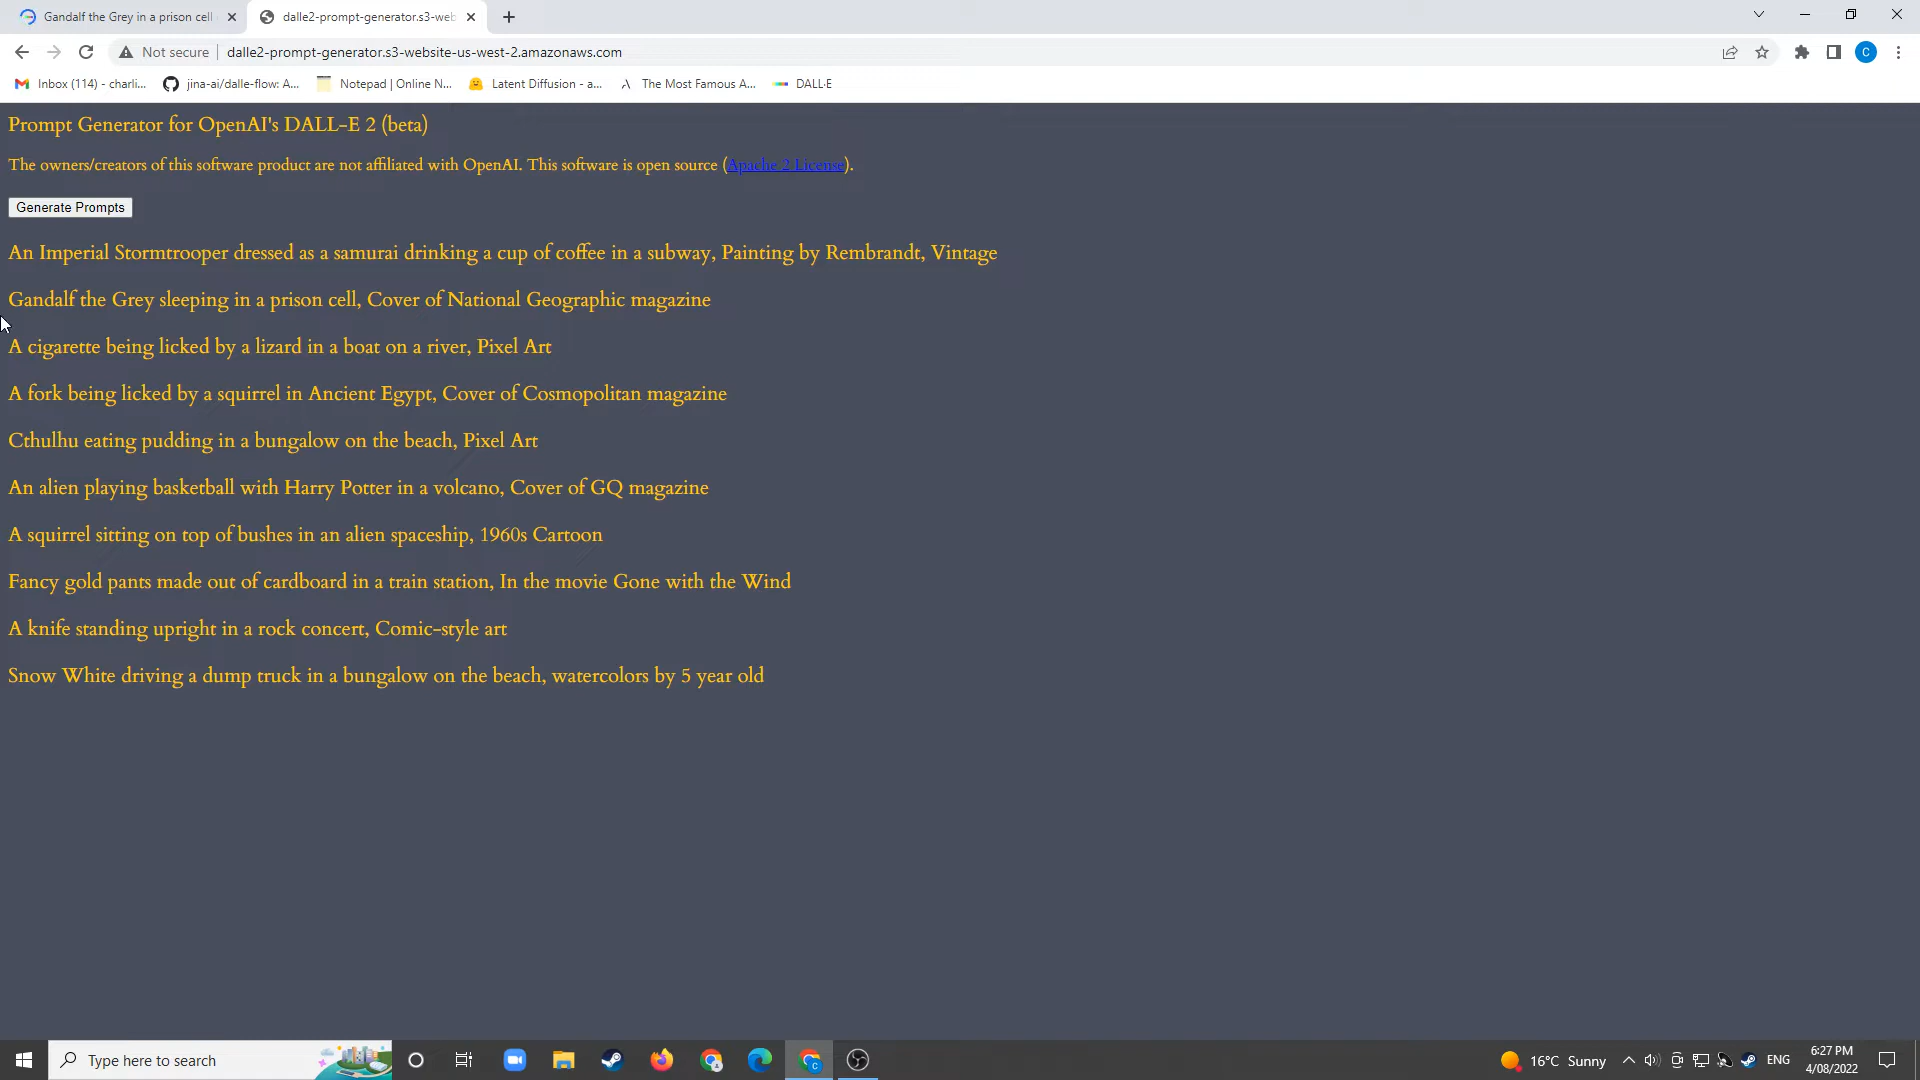 Gandalf the Grey in a prison cell
dalle2-prompt-generator.s3-web
Not secure
dalle2-prompt-generator.s3-website-us-west-2.amazonaws.com
C
Inbox (114) - charli...
jina-ai/dalle-flow: A...
Notepad | Online N...
Latent Diffusion - a...
The Most Famous A...
DALL·E
Prompt Generator for OpenAI's DALL-E 2 (beta)
The owners/creators of this software product are not affiliated with OpenAI. This software is open source (Apache 2 License).
Generate Prompts
An Imperial Stormtrooper dressed as a samurai drinking a cup of coffee in a subway, Painting by Rembrandt, Vintage
Gandalf the Grey sleeping in a prison cell, Cover of National Geographic magazine
A cigarette being licked by a lizard in a boat on a river, Pixel Art
A fork being licked by a squirrel in Ancient Egypt, Cover of Cosmopolitan magazine
Cthulhu eating pudding in a bungalow on the beach, Pixel Art
An alien playing basketball with Harry Potter in a volcano, Cover of GQ magazine
A squirrel sitting on top of bushes in an alien spaceship, 1960s Cartoon
Fancy gold pants made out of cardboard in a train station, In the movie Gone with the Wind
A knife standing upright in a rock concert, Comic-style art
Snow White driving a dump truck in a bungalow on the beach, watercolors by 5 year old
Type here to search
16°C Sunny
ENG
6:27 PM
4/08/2022